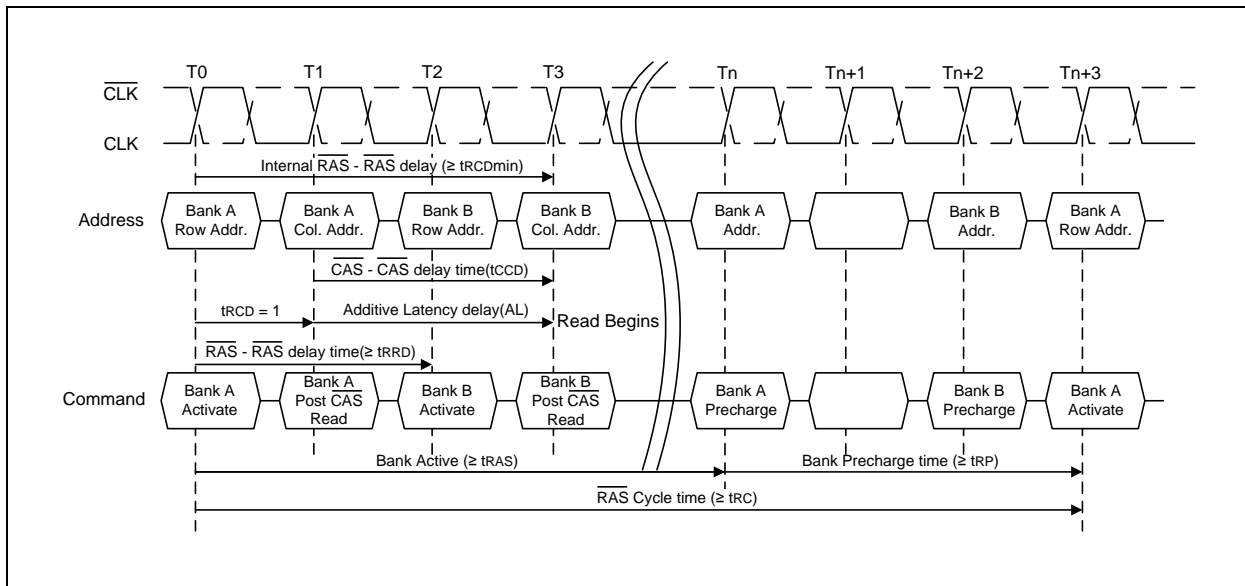 T0 T1 T2 T3 Tn Tn+1 Tn+2 Tn+3
CLK
CLK
Internal RAS - RAS delay (≥ tRCDmin)
Address
Bank A
Row Addr.
Bank A
Col. Addr.
Bank B
Row Addr.
Bank B
Col. Addr.
Bank A
Addr.
Bank B
Addr.
Bank A
Row Addr.
CAS - CAS delay time(tCCD)
tRCD = 1
Additive Latency delay(AL)
Read Begins
RAS - RAS delay time(≥ tRRD)
Command
Bank A
Activate
Bank A
Post CAS
Read
Bank B
Activate
Bank B
Post CAS
Read
Bank A
Precharge
Bank B
Precharge
Bank A
Activate
Bank Active (≥ tRAS)
Bank Precharge time (≥ tRP)
RAS Cycle time (≥ tRC)